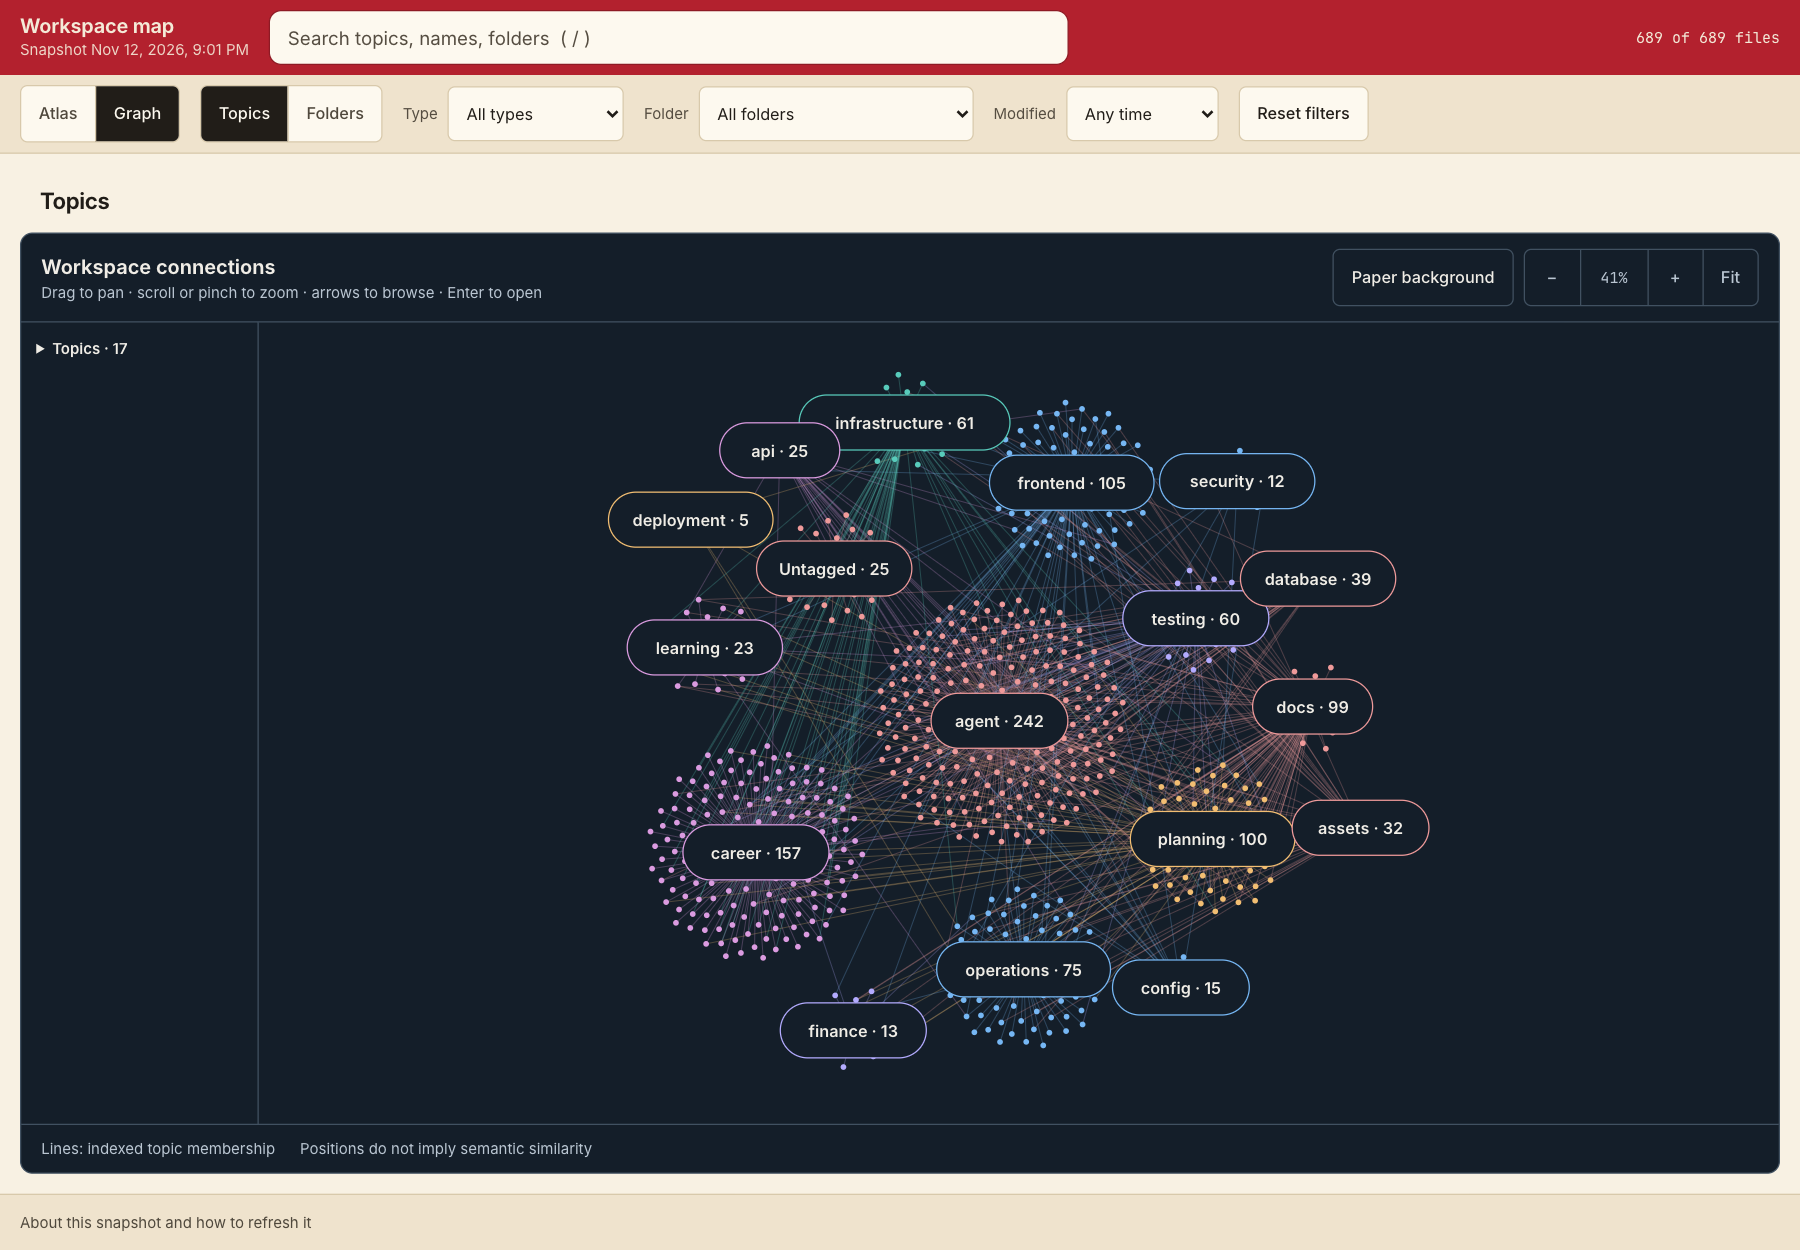 Workspace map
Snapshot Nov 12, 2026, 9:01 PM
Search topics, names, folders ( / )
689 of 689 files
Atlas
Graph
Topics
Folders
Type
All types
Folder
All folders
Modified
Any time
Reset filters
Topics
Workspace connections
Drag to pan · scroll or pinch to zoom · arrows to browse · Enter to open
Paper background
−
41%
+
Fit
Topics · 17
infrastructure · 61
api · 25
frontend · 105
security · 12
deployment · 5
Untagged · 25
database · 39
testing · 60
learning · 23
docs · 99
agent · 242
assets · 32
planning · 100
career · 157
operations · 75
config · 15
finance · 13
Lines: indexed topic membership
Positions do not imply semantic similarity
About this snapshot and how to refresh it